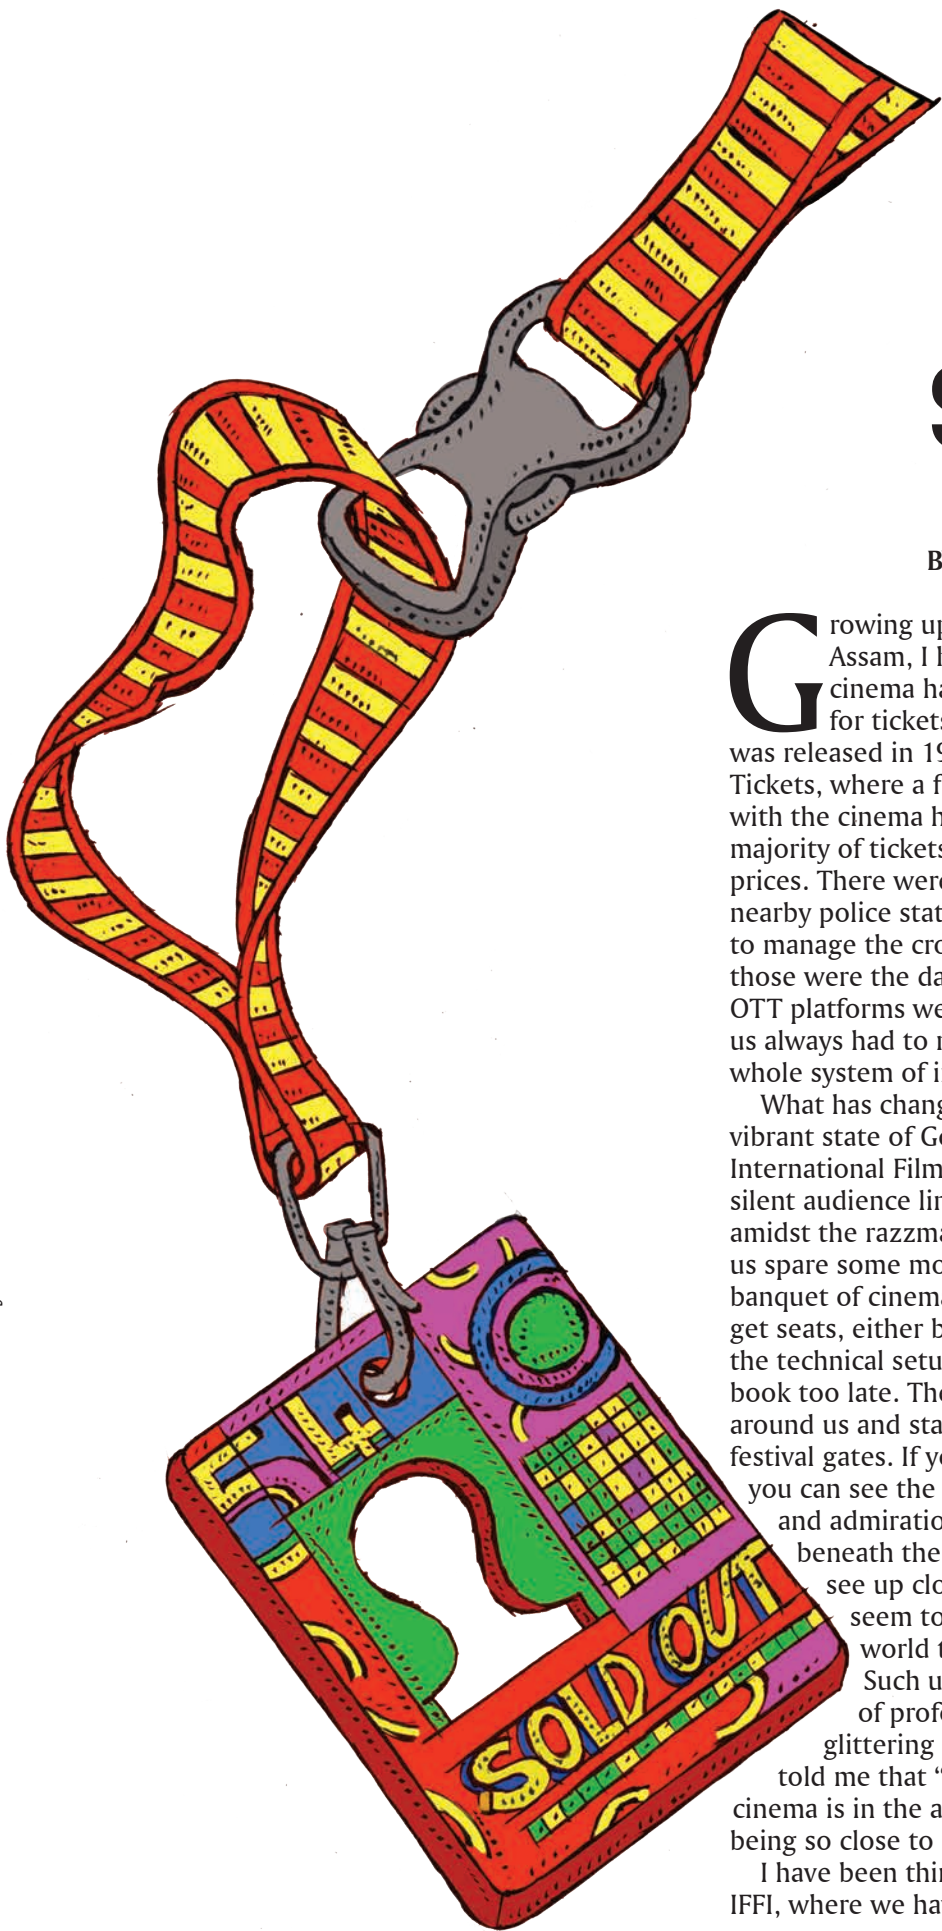 S
B
Growing up
Assam, I h
cinema ha
for tickets
was released in 19
Tickets, where a f
with the cinema h
majority of tickets
prices. There were
nearby police stat
to manage the cro
those were the da
OTT platforms we
us always had to
whole system of i
What has chang
vibrant state of Go
International Film
silent audience lin
amidst the razzma
us spare some mo
banquet of cinema
get seats, either b
the technical setu
book too late. The
around us and sta
festival gates. If yo
you can see the
and admiratio
beneath the
see up clo
seem to
world t
Such u
of profe
glittering
told me that “
cinema is in the a
being so close to
I have been thin
IFFI, where we hav
54
SOLD OUT